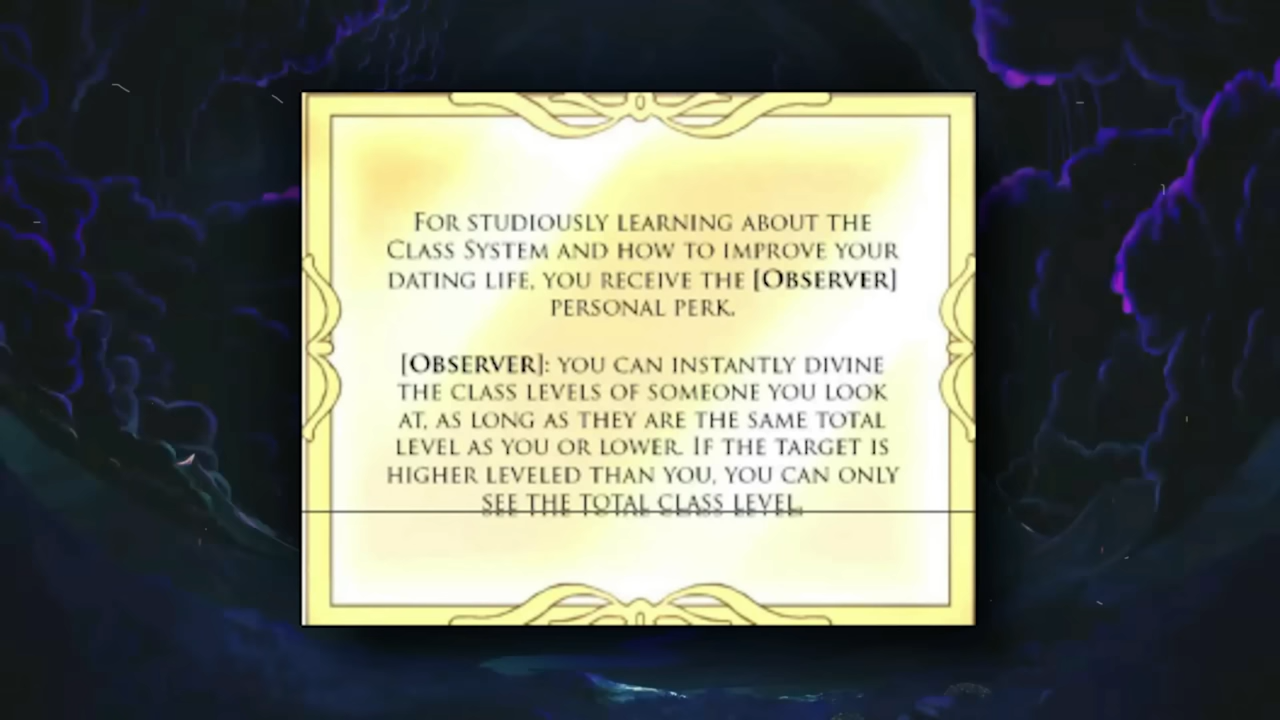 FOR STUDIOUSLY LEARNING ABOUT THE
CLASS SYSTEM AND HOW TO IMPROVE YOUR
DATING LIFE, YOU RECEIVE THE [OBSERVER]
PERSONAL PERK.
[OBSERVER]: YOU CAN INSTANTLY DIVINE
THE CLASS LEVELS OF SOMEONE YOU LOOK
AT, AS LONG AS THEY ARE THE SAME TOTAL
LEVEL AS YOU OR LOWER. IF THE TARGET IS
HIGHER LEVELED THAN YOU, YOU CAN ONLY
SEE THE TOTAL CLASS LEVEL.